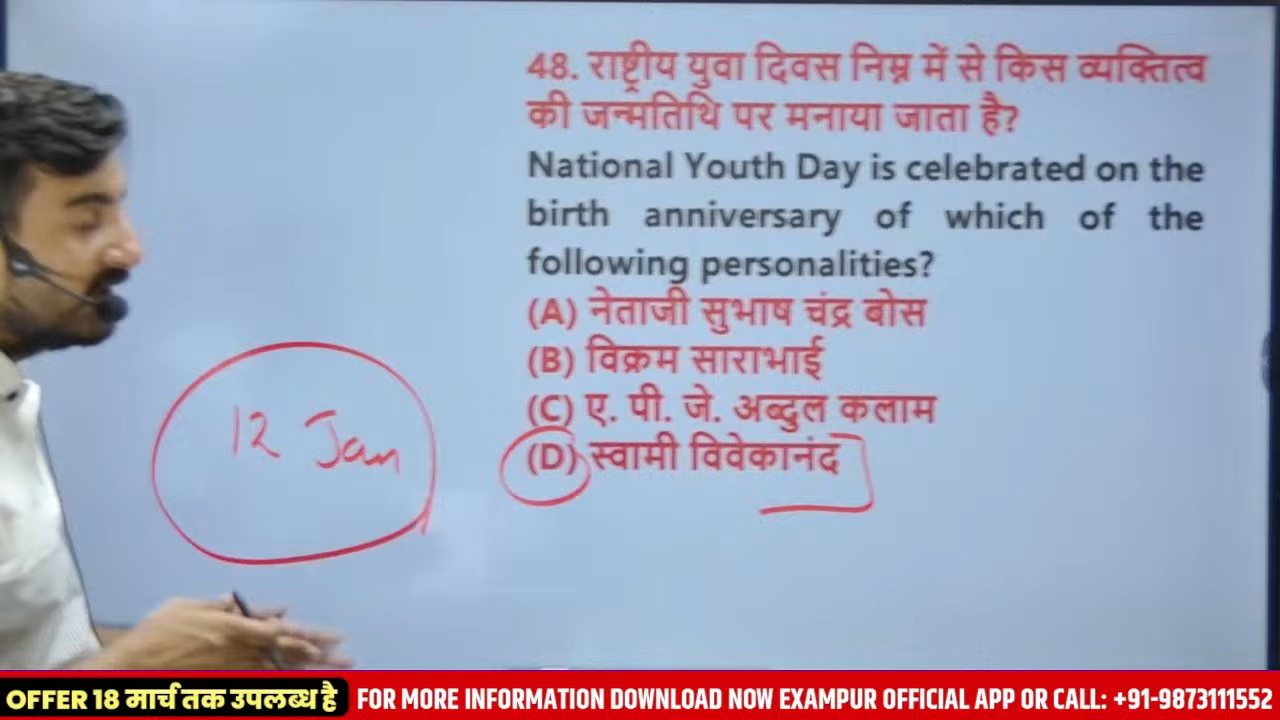 48. राष्ट्रीय युवा दिवस निम्न में से किस व्यक्तित्व
की जन्मतिथि पर मनाया जाता है?
National Youth Day is celebrated on the
birth anniversary of which of the
following personalities?
(A) नेताजी सुभाष चंद्र बोस
(B) विक्रम साराभाई
(C) ए. पी. जे. अब्दुल कलाम
(D) स्वामी विवेकानंद
12 Jan
OFFER 18 मार्च तक उपलब्ध है FOR MORE INFORMATION DOWNLOAD NOW EXAMPUR OFFICIAL APP OR CALL: +91-9873111552